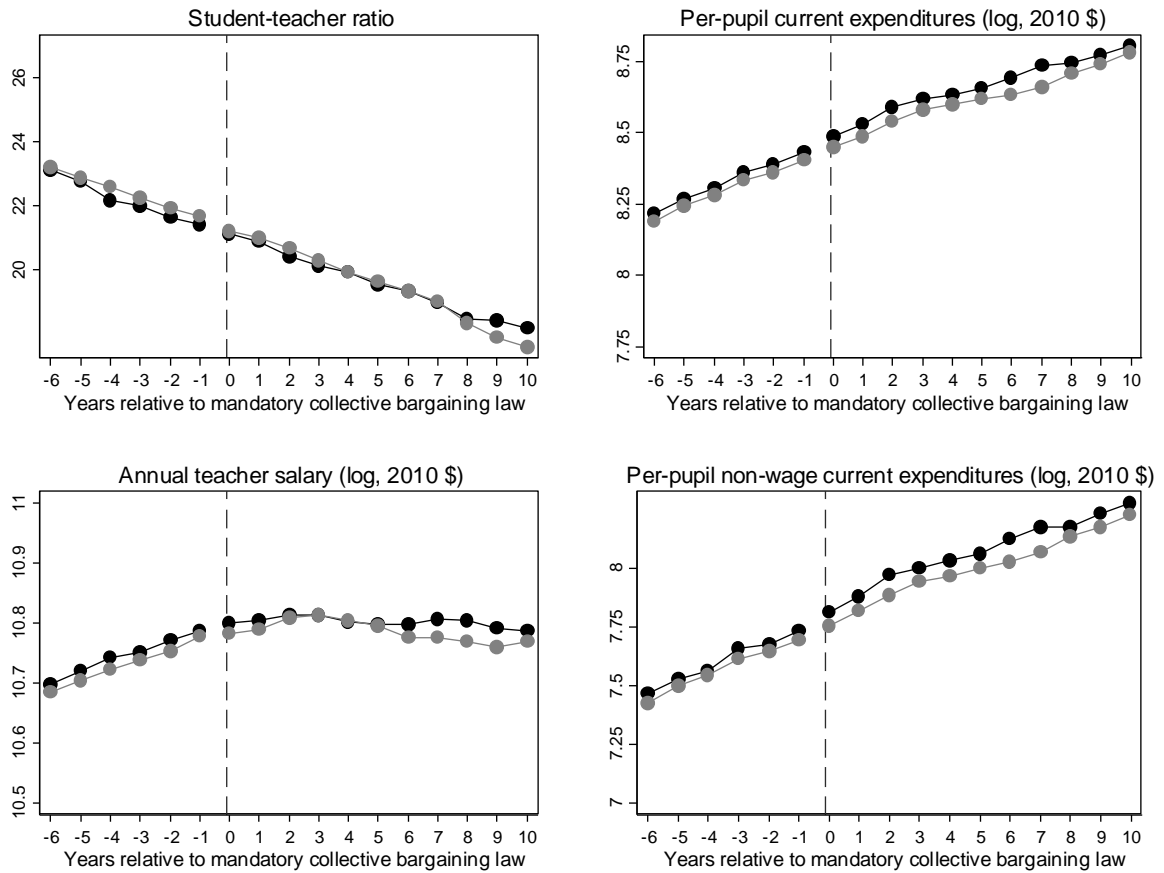 Student-teacher ratio
26
24
22
20
-6 -5 -4 -3 -2 -1 0 1 2 3 4 5 6 7 8 9 10
Years relative to mandatory collective bargaining law
Per-pupil current expenditures (log, 2010 $)
8.75
8.5
8.25
8
7.75
-6 -5 -4 -3 -2 -1 0 1 2 3 4 5 6 7 8 9 10
Years relative to mandatory collective bargaining law
Annual teacher salary (log, 2010 $)
11
10.9
10.8
10.7
10.6
10.5
-6 -5 -4 -3 -2 -1 0 1 2 3 4 5 6 7 8 9 10
Years relative to mandatory collective bargaining law
Per-pupil non-wage current expenditures (log, 2010 $)
8
7.75
7.5
7.25
7
-6 -5 -4 -3 -2 -1 0 1 2 3 4 5 6 7 8 9 10
Years relative to mandatory collective bargaining law